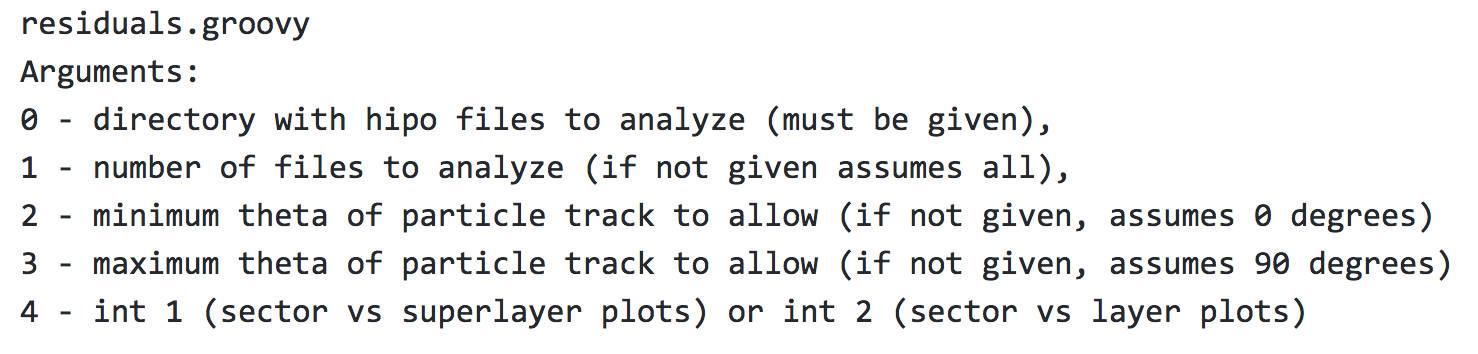 residuals.groovy
Arguments:
0 - directory with hipo files to analyze (must be given),
1 - number of files to analyze (if not given assumes all),
2 - minimum theta of particle track to allow (if not given, assumes 0 degrees)
3 - maximum theta of particle track to allow (if not given, assumes 90 degrees)
4 - int 1 (sector vs superlayer plots) or int 2 (sector vs layer plots)